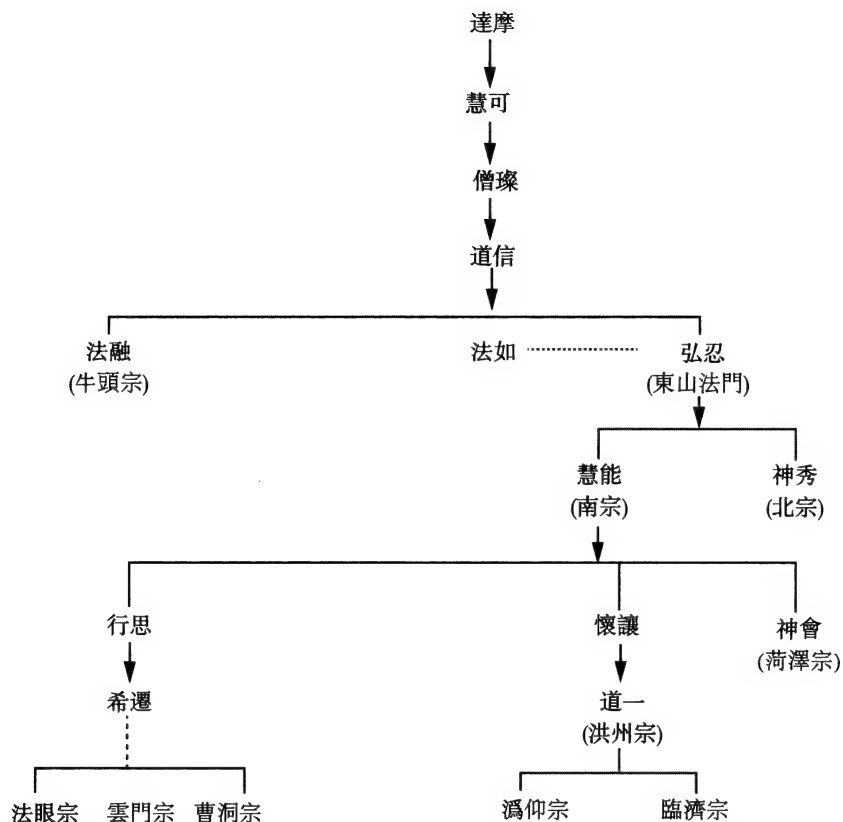 達摩
慧可
僧璨
道信
法融
(牛頭宗)
法如
弘忍
(東山法門)
慧能
(南宗)
神秀
(北宗)
行思
懷讓
神會
(菏澤宗)
希遷
道一
(洪州宗)
法眼宗
雲門宗
曹洞宗
潙仰宗
臨濟宗